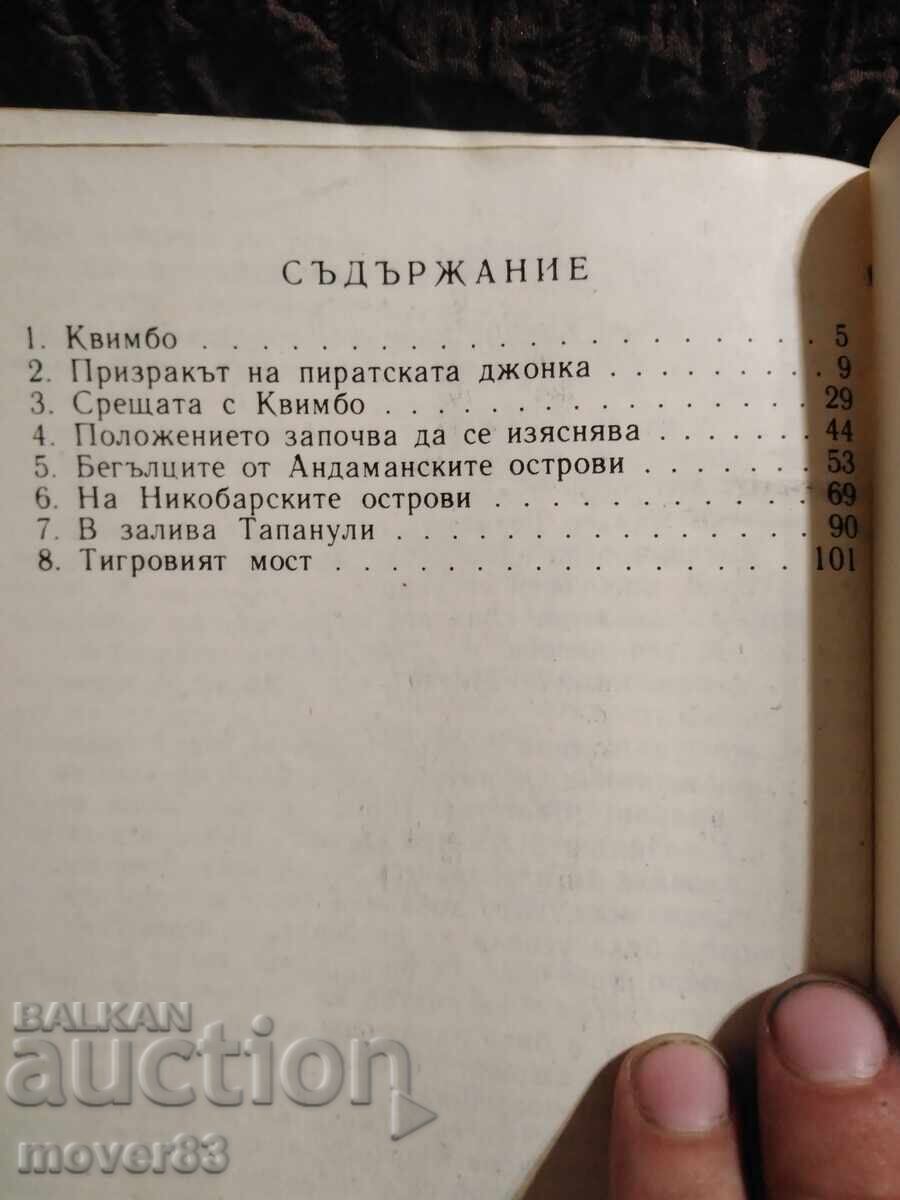 СЪДЪРЖАНИЕ
1. Квимбо . . . . . . . . . . . . . . . . . . . 5
2. Призракът на пиратската джонка . . . . . . . . 9
3. Срещата с Квимбо . . . . . . . . . . . . . . 29
4. Положението започва да се изяснява . . . . . . 44
5. Бегълците от Андаманските острови . . . . . . . 53
6. На Никобарските острови . . . . . . . . . . . 69
7. В залива Тапанули . . . . . . . . . . . . . . 90
8. Тигровият мост . . . . . . . . . . . . . . . 101
BALKAN
auction
mover83